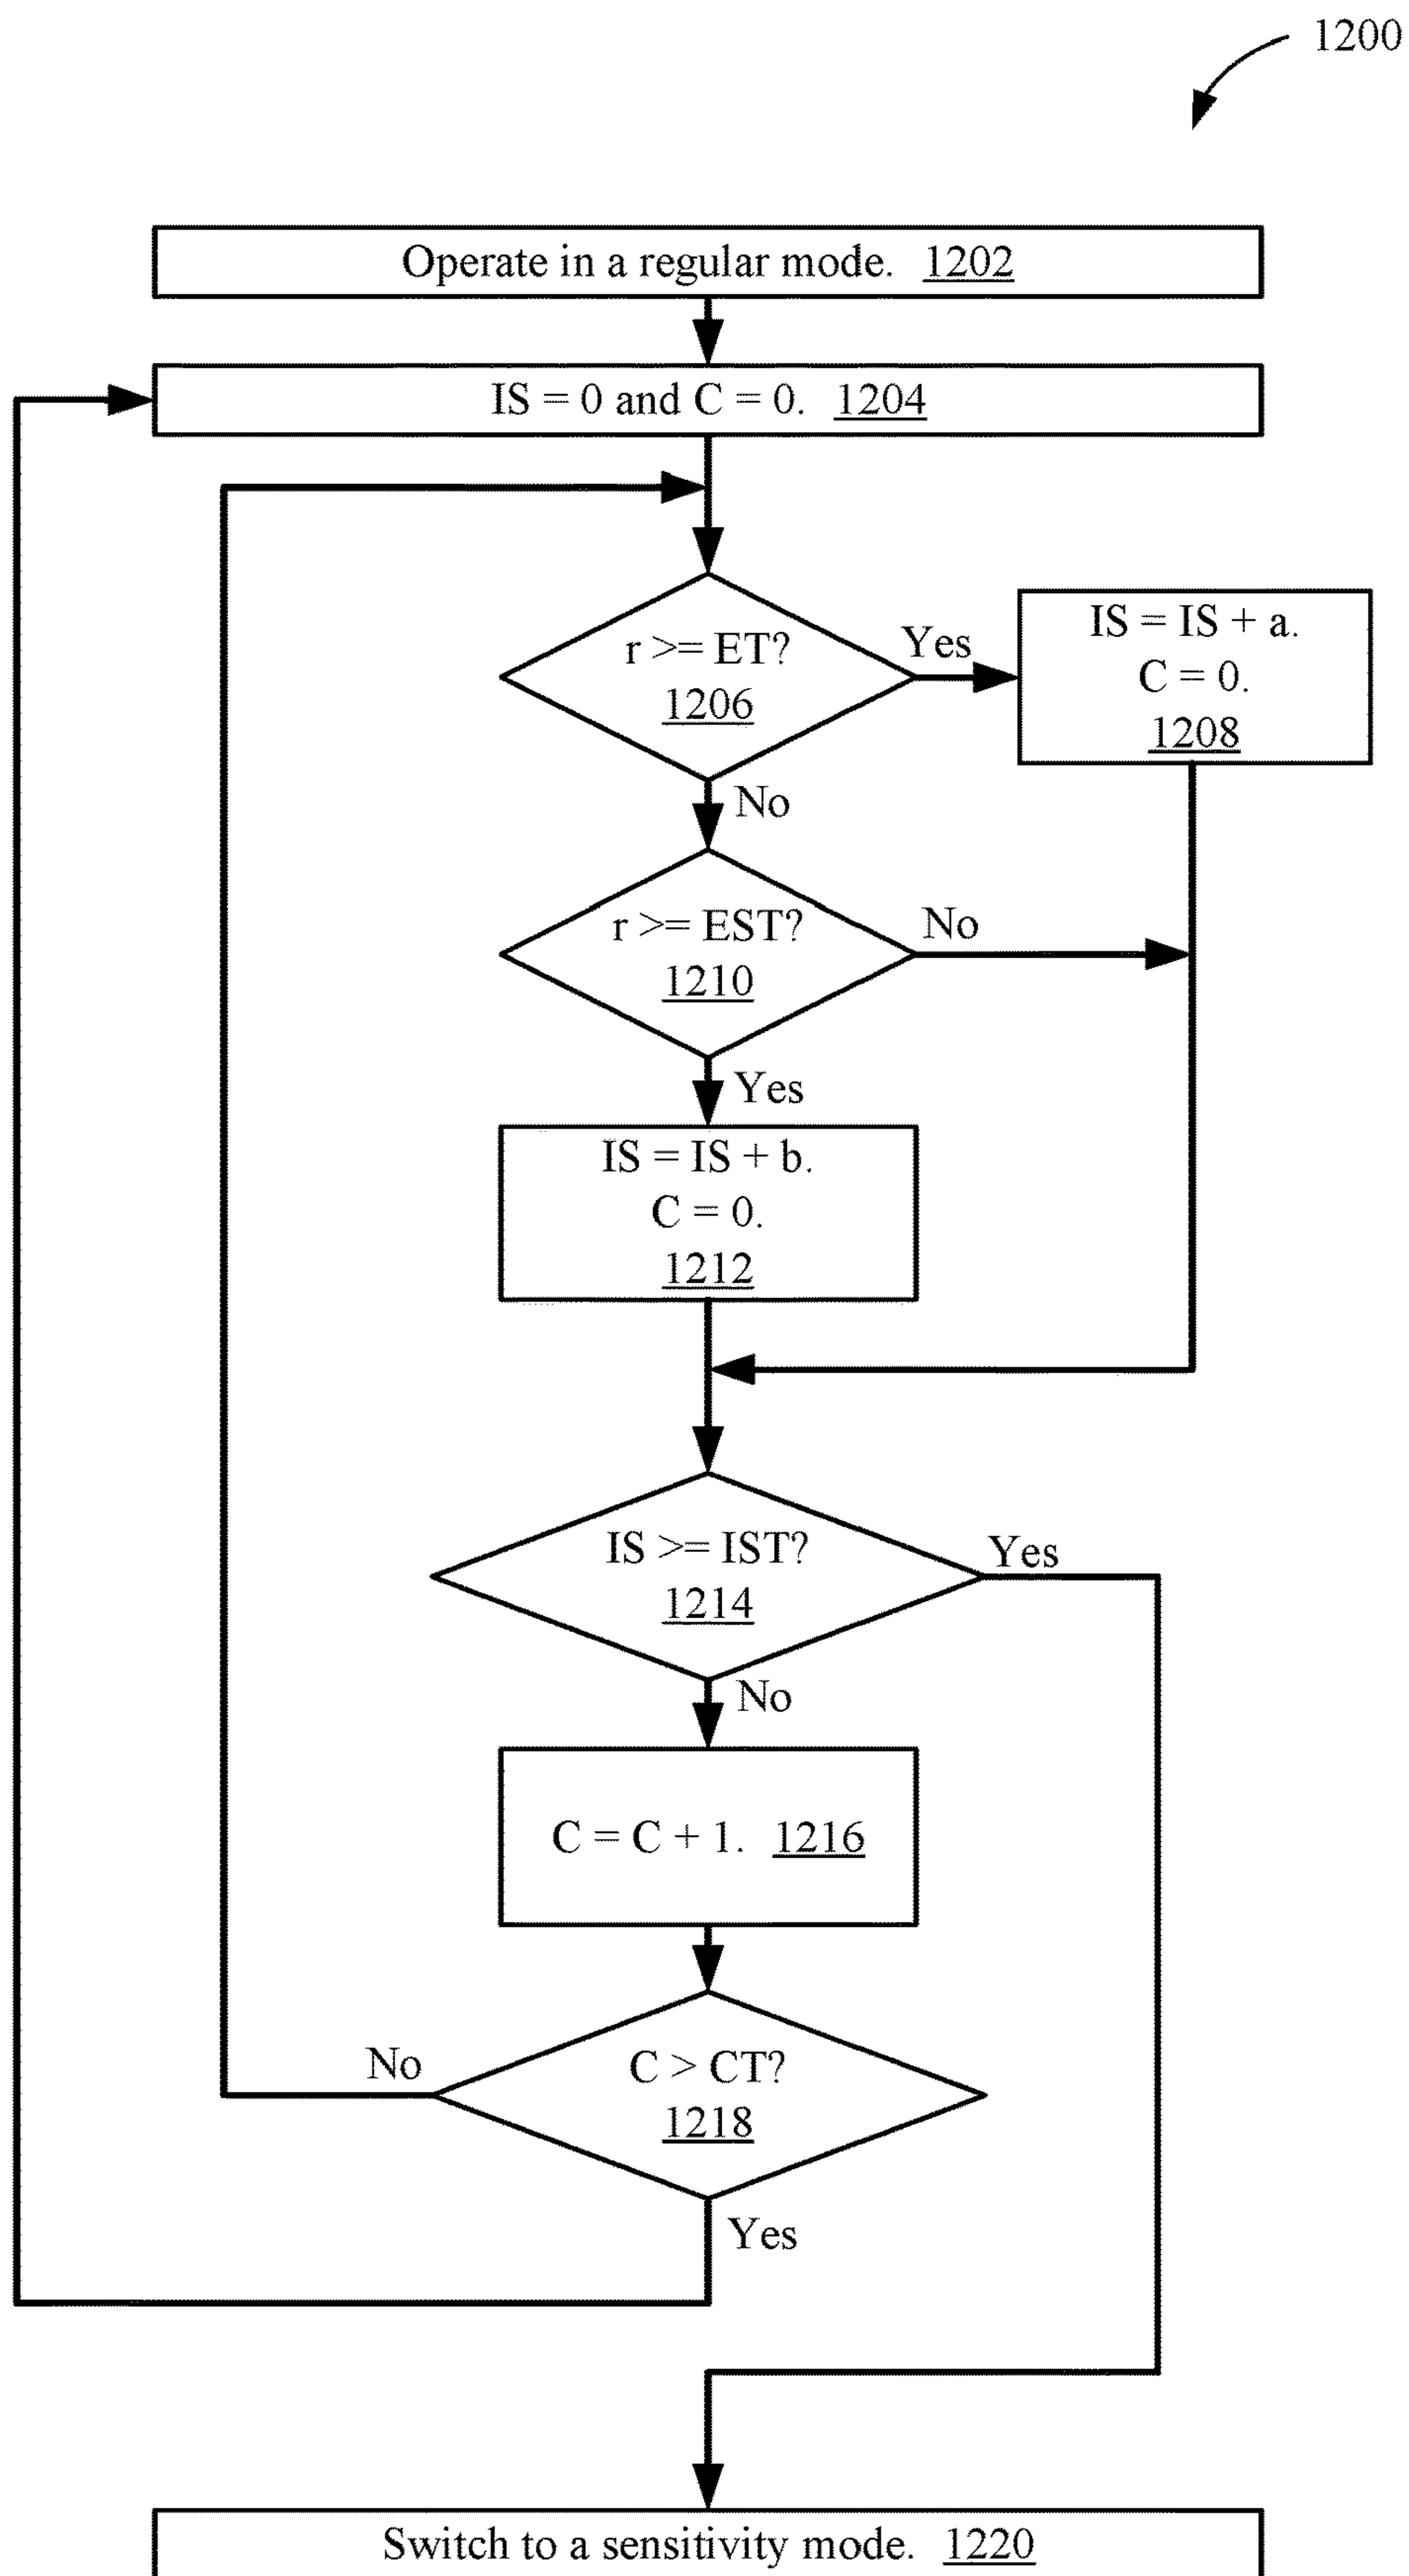 1200
Operate in a regular mode. 1202
IS = 0 and C = 0. 1204
r >= ET?
1206
Yes
IS = IS + a.
C = 0.
1208
No
r >= EST?
1210
No
Yes
IS = IS + b.
C = 0.
1212
IS >= IST?
1214
Yes
No
C = C + 1. 1216
C > CT?
1218
No
Yes
Switch to a sensitivity mode. 1220